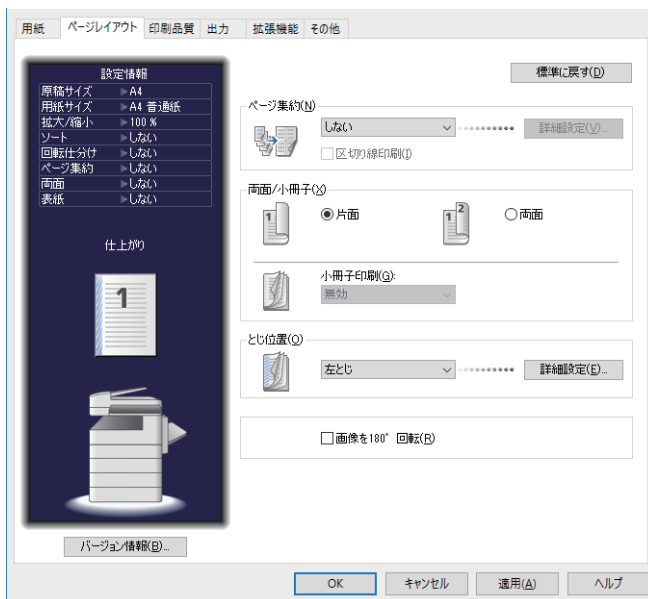 用紙 ページレイアウト 印刷品質 出力 拡張機能 その他
設定情報
原稿サイズ ▶A4
用紙サイズ ▶A4 普通紙
拡大/縮小 ▶100 %
ソート ▶しない
回転仕分け ▶しない
ページ集約 ▶しない
両面 ▶しない
表紙 ▶しない
仕上がり
1
バージョン情報(B)...
標準に戻す(D)
ページ集約(N)
しない
詳細設定(V)...
区切り線印刷(I)
両面/小冊子(X)
1 片面 1 2 両面
小冊子印刷(G):
無効
とじ位置(O)
左とじ
詳細設定(E)...
画像を180° 回転(R)
OK キャンセル 適用(A) ヘルプ